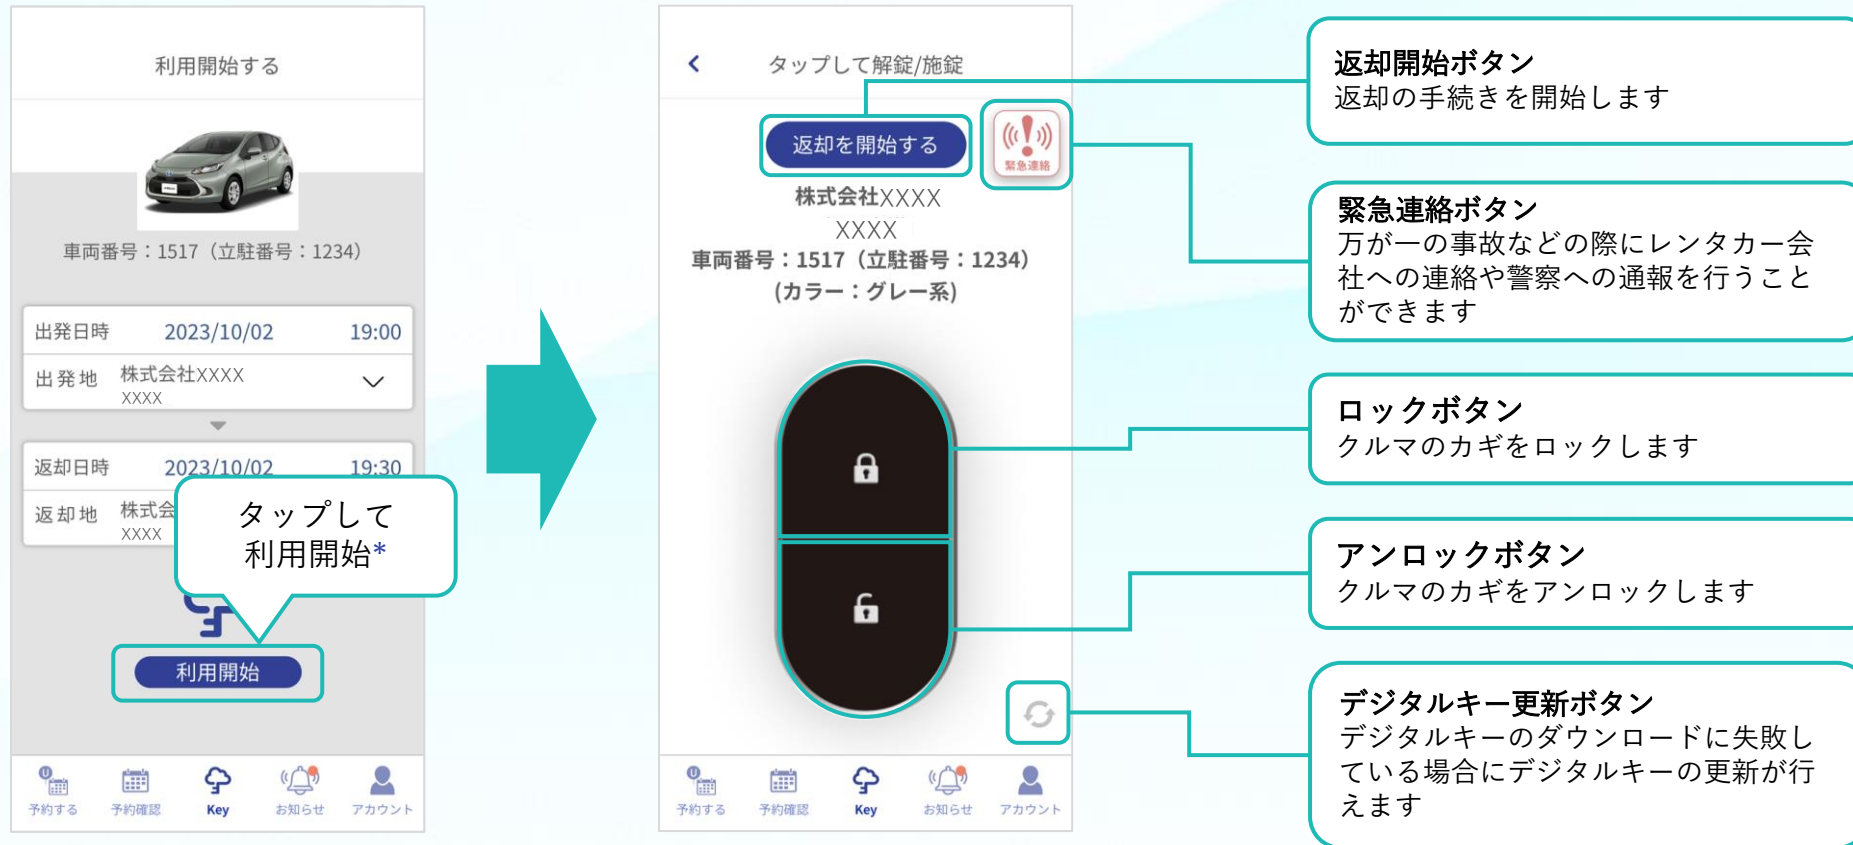 利用開始する
車両番号：1517（立駐番号：1234）
出発日時 2023/10/02 19:00
出発地 株式会社XXXX
XXXX
返却日時 2023/10/02 19:30
返却地 株式会
XXXX
タップして
利用開始*
利用開始
予約する 予約確認 Key お知らせ アカウント
タップして解錠/施錠
返却を開始する
緊急連絡
株式会社XXXX
XXXX
車両番号：1517（立駐番号：1234）
(カラー：グレー系)
予約する 予約確認 Key お知らせ アカウント
返却開始ボタン
返却の手続きを開始します
緊急連絡ボタン
万が一の事故などの際にレンタカー会
社への連絡や警察への通報を行うこと
ができます
ロックボタン
クルマのカギをロックします
アンロックボタン
クルマのカギをアンロックします
デジタルキー更新ボタン
デジタルキーのダウンロードに失敗し
ている場合にデジタルキーの更新が行
えます